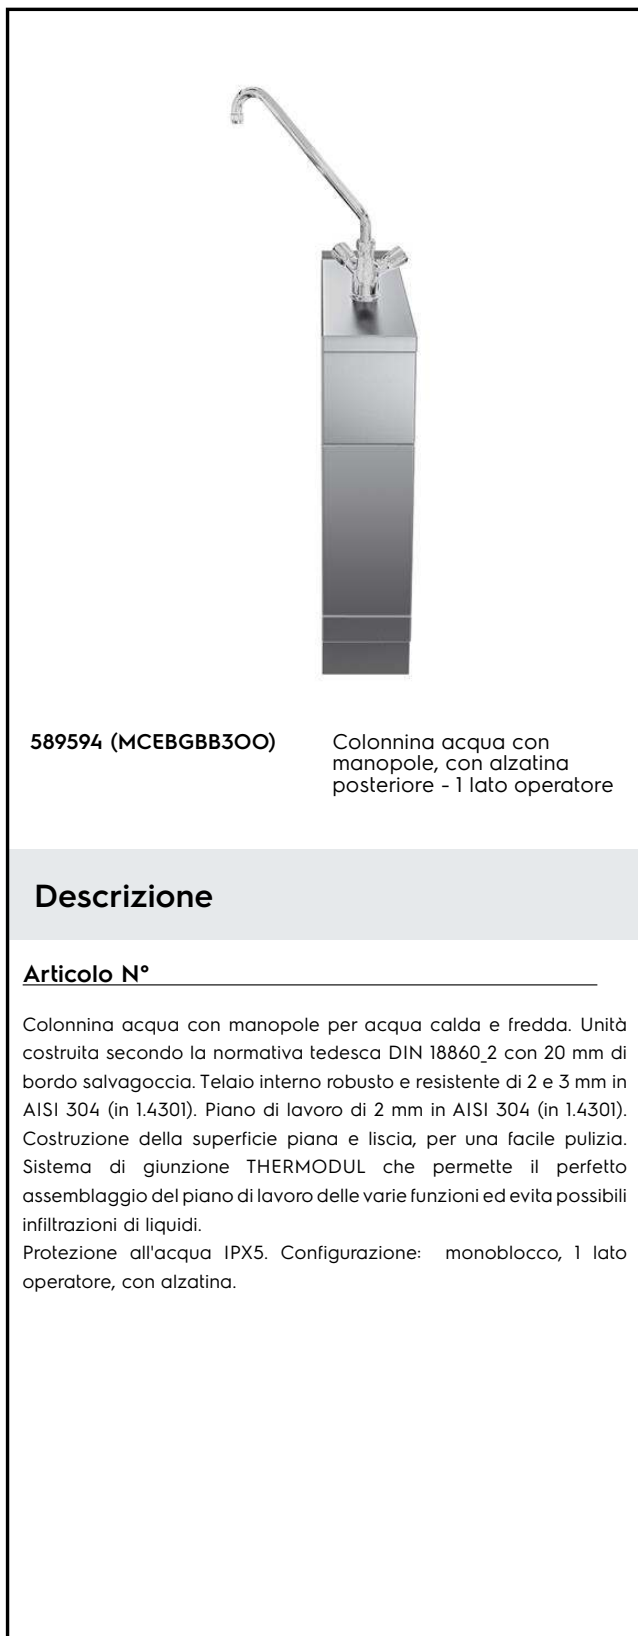 589594 (MCEBGBB3OO)
Colonnina acqua con
manopole, con alzatina
posteriore - 1 lato operatore
Descrizione
Articolo N°
Colonnina acqua con manopole per acqua calda e fredda. Unità
costruita secondo la normativa tedesca DIN 18860_2 con 20 mm di
bordo salvagoccia. Telaio interno robusto e resistente di 2 e 3 mm in
AISI 304 (in 1.4301). Piano di lavoro di 2 mm in AISI 304 (in 1.4301).
Costruzione della superficie piana e liscia, per una facile pulizia.
Sistema di giunzione THERMODUL che permette il perfetto
assemblaggio del piano di lavoro delle varie funzioni ed evita possibili
infiltrazioni di liquidi.
Protezione all'acqua IPX5. Configurazione: monoblocco, 1 lato
operatore, con alzatina.